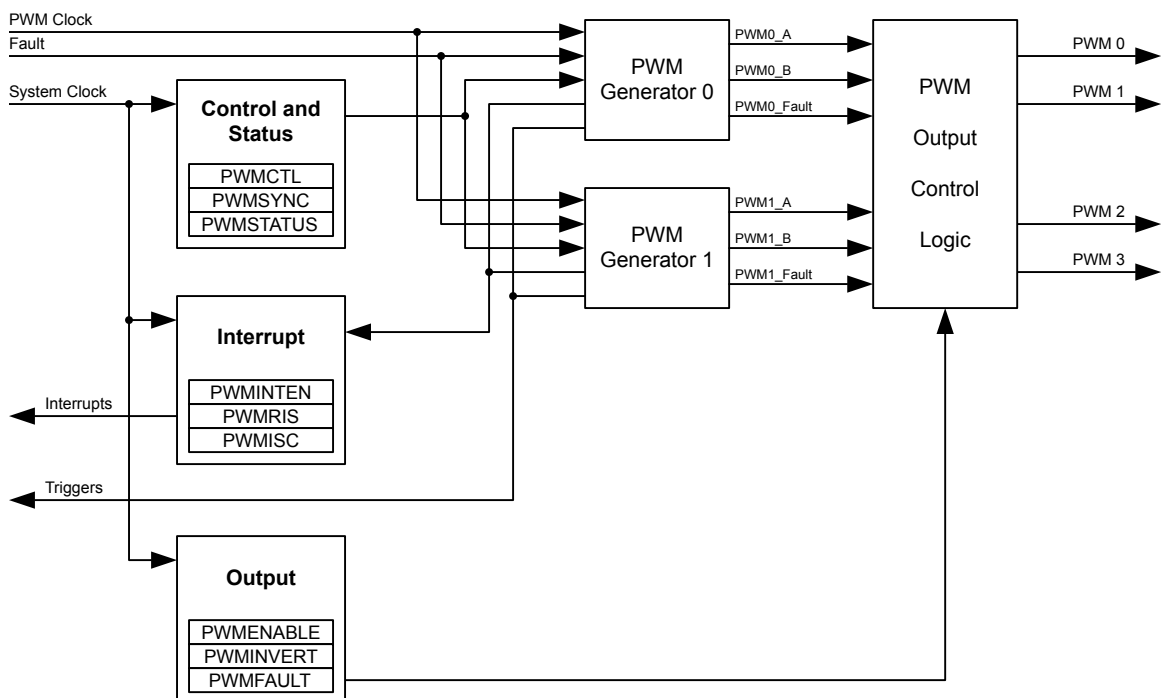 PWM Clock
Fault
System Clock
Control and
Status
PWMCTL
PWMSYNC
PWMSTATUS
Interrupt
PWMINTEN
PWMRIS
PWMISC
Interrupts
Triggers
Output
PWMENABLE
PWMINVERT
PWMFAULT
PWM
Generator 0
PWM0_A
PWM0_B
PWM0_Fault
PWM
Generator 1
PWM1_A
PWM1_B
PWM1_Fault
PWM
Output
Control
Logic
PWM 0
PWM 1
PWM 2
PWM 3